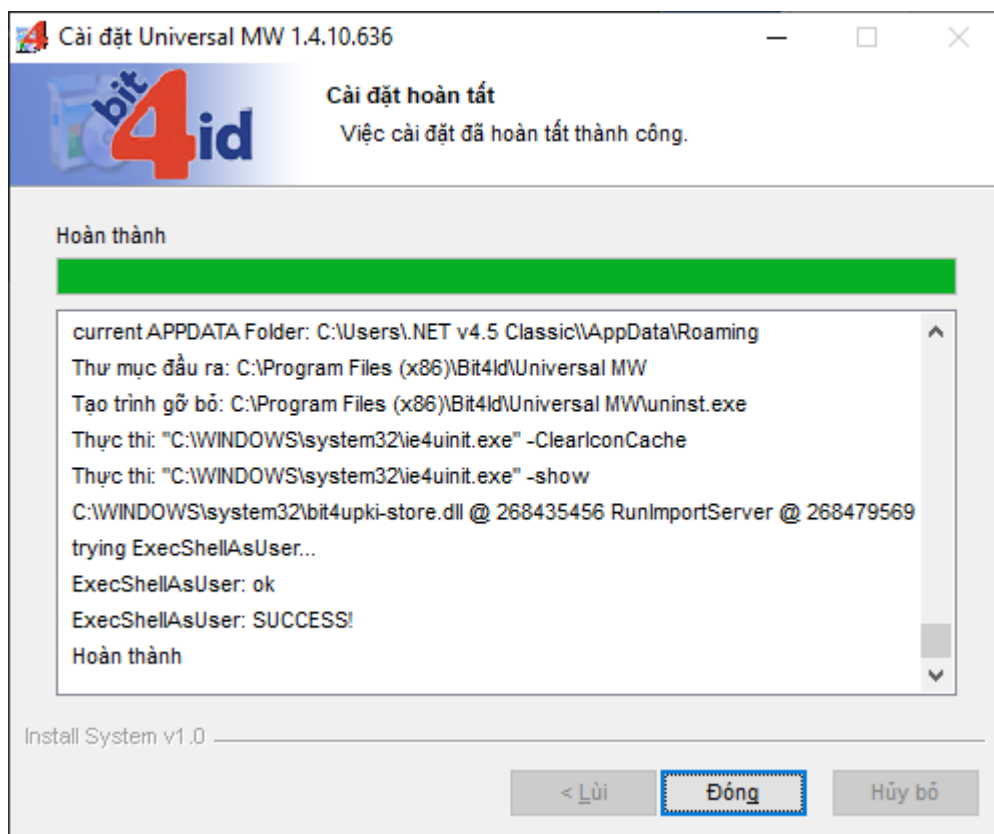 Cài đặt Universal MW 1.4.10.636
bit
4id
Cài đặt hoàn tất
Việc cài đặt đã hoàn tất thành công.
Hoàn thành
current APPDATA Folder: C:\Users\.NET v4.5 Classic\\AppData\Roaming
Thư mục đầu ra: C:\Program Files (x86)\Bit4Id\Universal MW
Tạo trình gỡ bỏ: C:\Program Files (x86)\Bit4Id\Universal MW\uninst.exe
Thực thi: "C:\WINDOWS\system32\ie4uinit.exe" -ClearIconCache
Thực thi: "C:\WINDOWS\system32\ie4uinit.exe" -show
C:\WINDOWS\system32\bit4upki-store.dll @ 268435456 RunImportServer @ 268479569
trying ExecShellAsUser...
ExecShellAsUser: ok
ExecShellAsUser: SUCCESS!
Hoàn thành
Install System v1.0
< Lùi
Đóng
Hủy bỏ